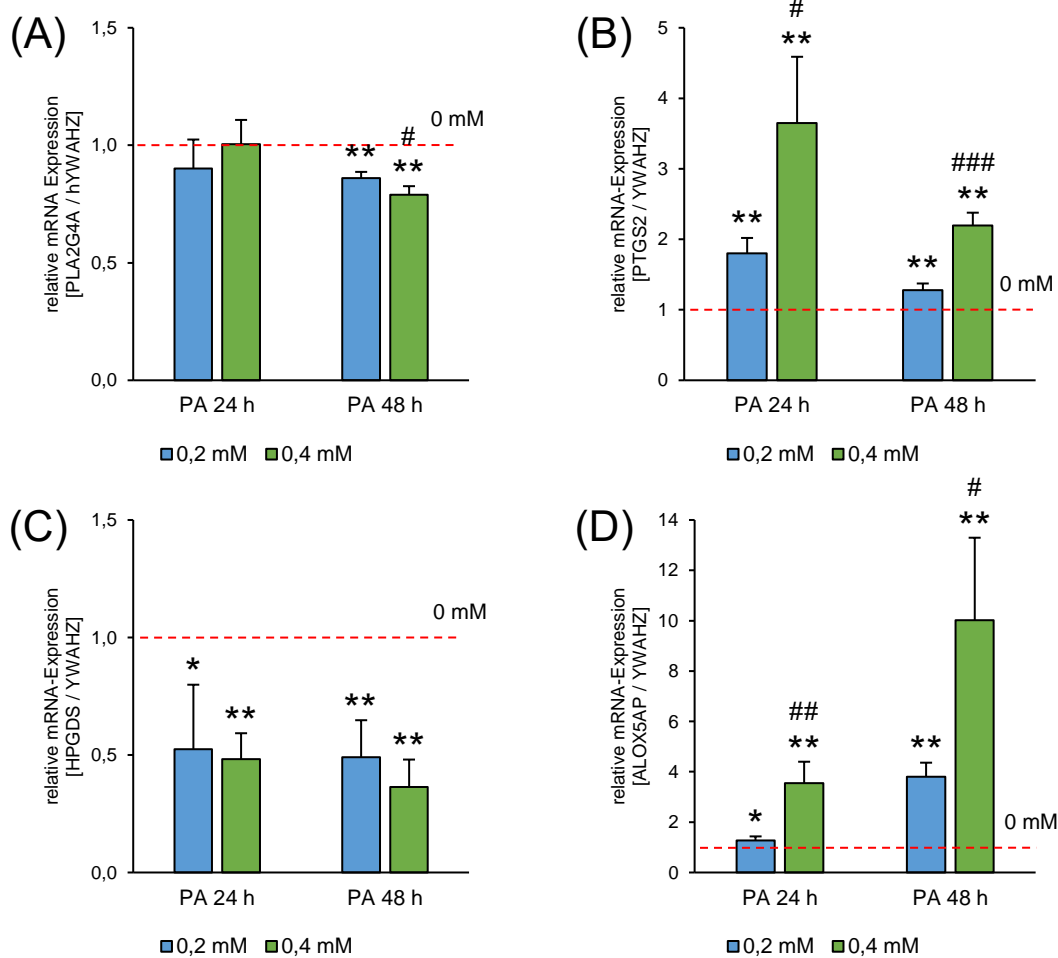 (A)
relative mRNA Expression
[PLA2G4A / hYWAHZ]
1,5
1,0
0,5
0,0
0 mM
#
** **
PA 24 h PA 48 h
0,2 mM 0,4 mM
(B)
relative mRNA-Expression
[PTGS2 / YWAHZ]
5
4
3
2
1
0
#
**
**
###
**
**
0 mM
PA 24 h PA 48 h
0,2 mM 0,4 mM
(C)
relative mRNA-Expression
[HPGDS / YWAHZ]
1,5
1,0
0,5
0,0
0 mM
*
**
**
**
PA 24 h PA 48 h
0,2 mM 0,4 mM
(D)
relative mRNA-Expression
[ALOX5AP / YWAHZ]
14
12
10
8
6
4
2
0
#
**
##
**
**
*
0 mM
PA 24 h PA 48 h
0,2 mM 0,4 mM